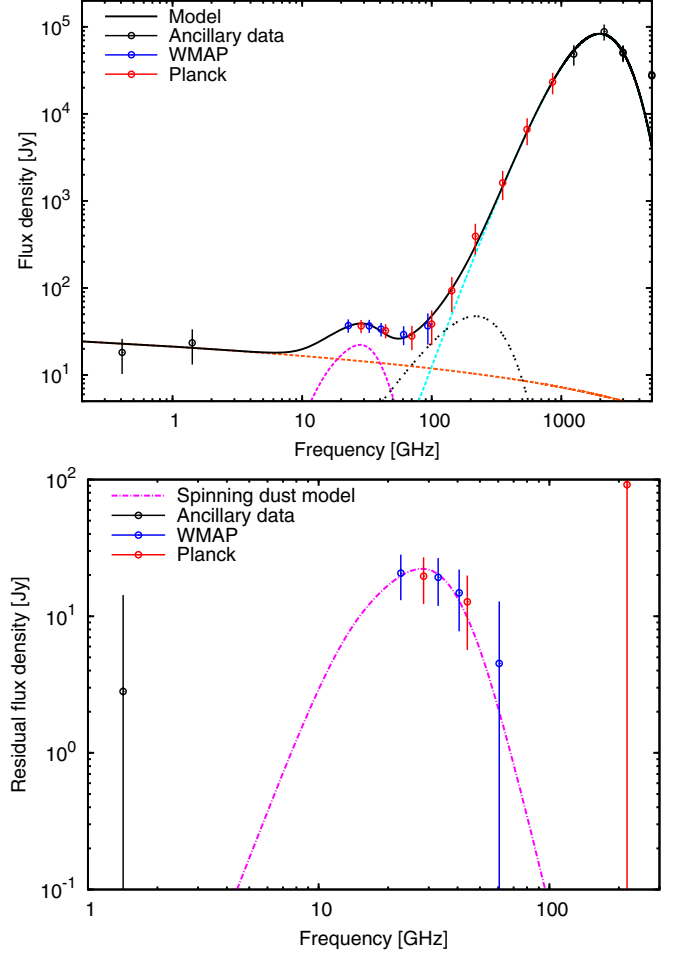 Model
Ancillary data
WMAP
Planck
10^5
10^4
10^3
10^2
10^1
Flux density [Jy]
1 10 100 1000
Frequency [GHz]
Spinning dust model
Ancillary data
WMAP
Planck
10^2
10^1
10^0
10^-1
Residual flux density [Jy]
1 10 100
Frequency [GHz]